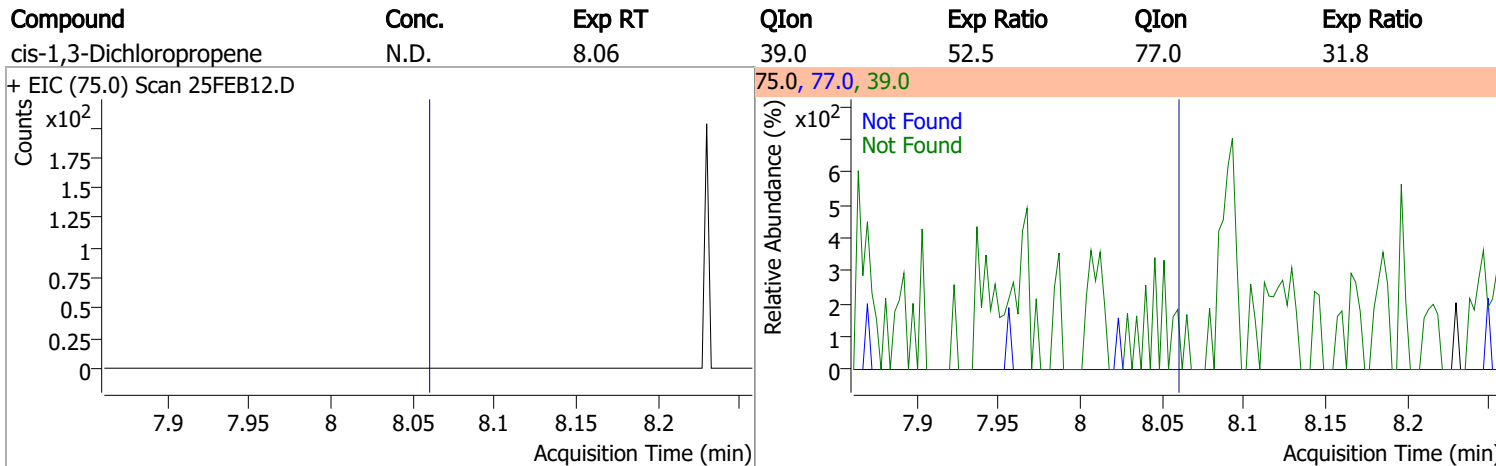 Compound Conc. Exp RT QIon Exp Ratio QIon Exp Ratio
cis-1,3-Dichloropropene N.D. 8.06 39.0 52.5 77.0 31.8
+ EIC (75.0) Scan 25FEB12.D
Counts
x10²
1.75
1.5
1.25
1
0.75
0.5
0.25
0
7.9 7.95 8 8.05 8.1 8.15 8.2
Acquisition Time (min)
75.0, 77.0, 39.0
Relative Abundance (%)
x10²
Not Found
Not Found
6
5
4
3
2
1
0
7.9 7.95 8 8.05 8.1 8.15 8.2
Acquisition Time (min)